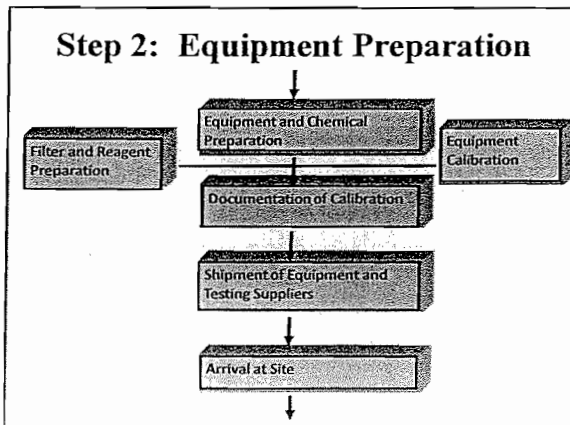 Step 2: Equipment Preparation
Equipment and Chemical
Preparation
Filter and Reagent
Preparation
Equipment
Calibration
Documentation of Calibration
Shipment of Equipment and
Testing Suppliers
Arrival at Site